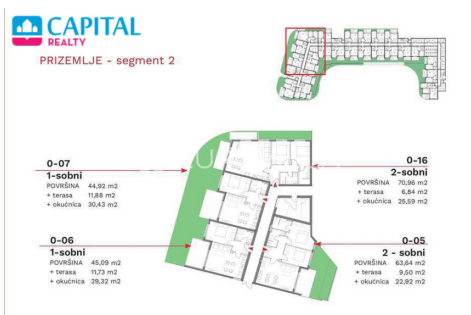 CAPITAL
REALTY
PRIZEMLJE - segment 2
0-07
1-sobni
POVRŠINA 44,92 m2
+ terasa 11,88 m2
+ okućnica 30,43 m2
0-16
2-sobni
POVRŠINA 70,96 m2
+ terasa 6,84 m2
+ okućnica 25,59 m2
0-06
1-sobni
POVRŠINA 45,09 m2
+ terasa 11,73 m2
+ okućnica 29,32 m2
0-05
2 - sobni
POVRŠINA 63,64 m2
+ terasa 9,50 m2
+ okućnica 22,92 m2